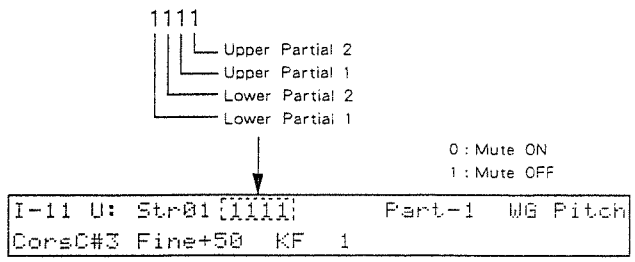 1111
Upper Partial 2
Upper Partial 1
Lower Partial 2
Lower Partial 1
0 : Mute ON
1 : Mute OFF
I-11 U: Str01 [1111] Part-1 WG Pitch
CorsC#3 Fine+50 KF 1